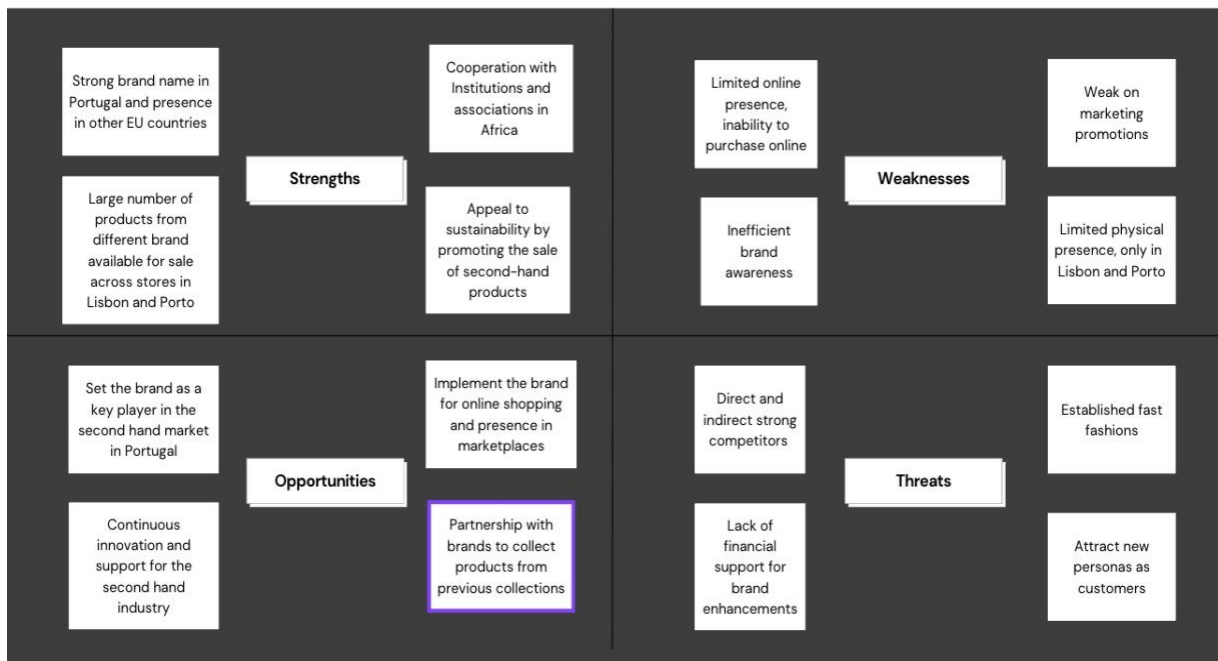 Strong brand name in
Portugal and presence
in other EU countries
Cooperation with
Institutions and
associations in
Africa
Strengths
Large number of
products from
different brand
available for sale
across stores in
Lisbon and Porto
Appeal to
sustainability by
promoting the sale
of second-hand
products
Limited online
presence,
inability to
purchase online
Weak on
marketing
promotions
Weaknesses
Inefficient
brand
awareness
Limited physical
presence, only in
Lisbon and Porto
Set the brand as a
key player in the
second hand market
in Portugal
Implement the brand
for online shopping
and presence in
marketplaces
Opportunities
Continuous
innovation and
support for the
second hand
industry
Partnership with
brands to collect
products from
previous collections
Direct and
indirect strong
competitors
Established fast
fashions
Threats
Lack of
financial
support for
brand
enhancements
Attract new
personas as
customers